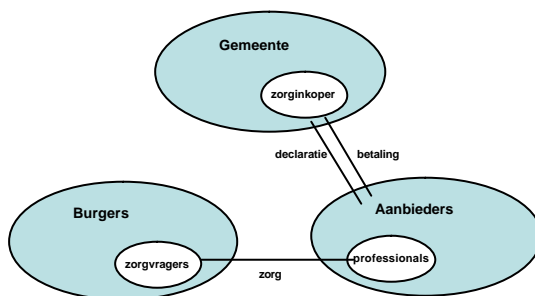 Gemeente
zorginkoper
declaratie
betaling
Burgers
Aanbieders
zorgvragers
professionals
zorg